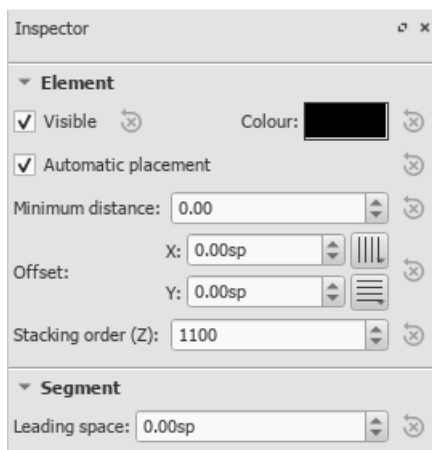 Inspector
Element
Visible Colour:
Automatic placement
Minimum distance: 0.00
X: 0.00sp
Offset:
Y: 0.00sp
Stacking order (Z): 1100
Segment
Leading space: 0.00sp